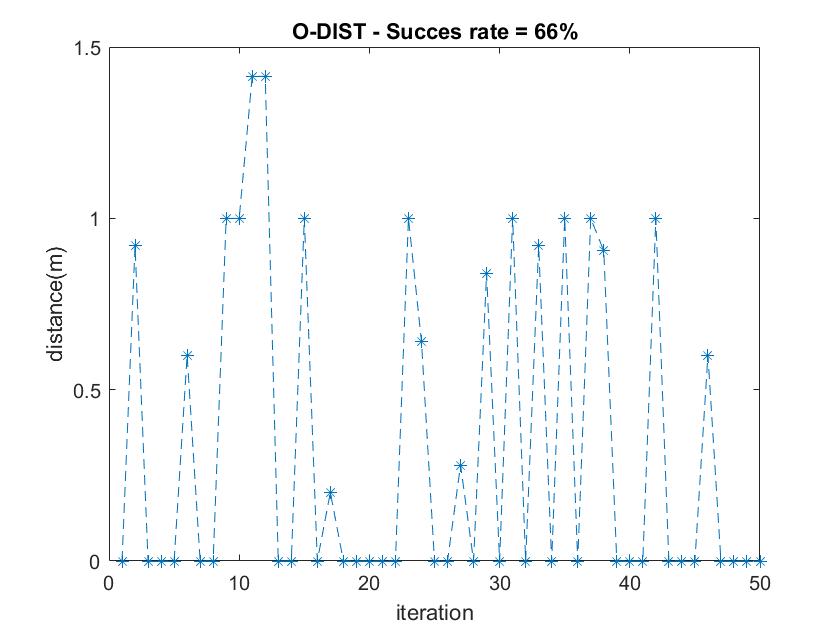 O-DIST - Succes rate = 66%
1.5
1
0.5
0
distance(m)
0 10 20 30 40 50
iteration